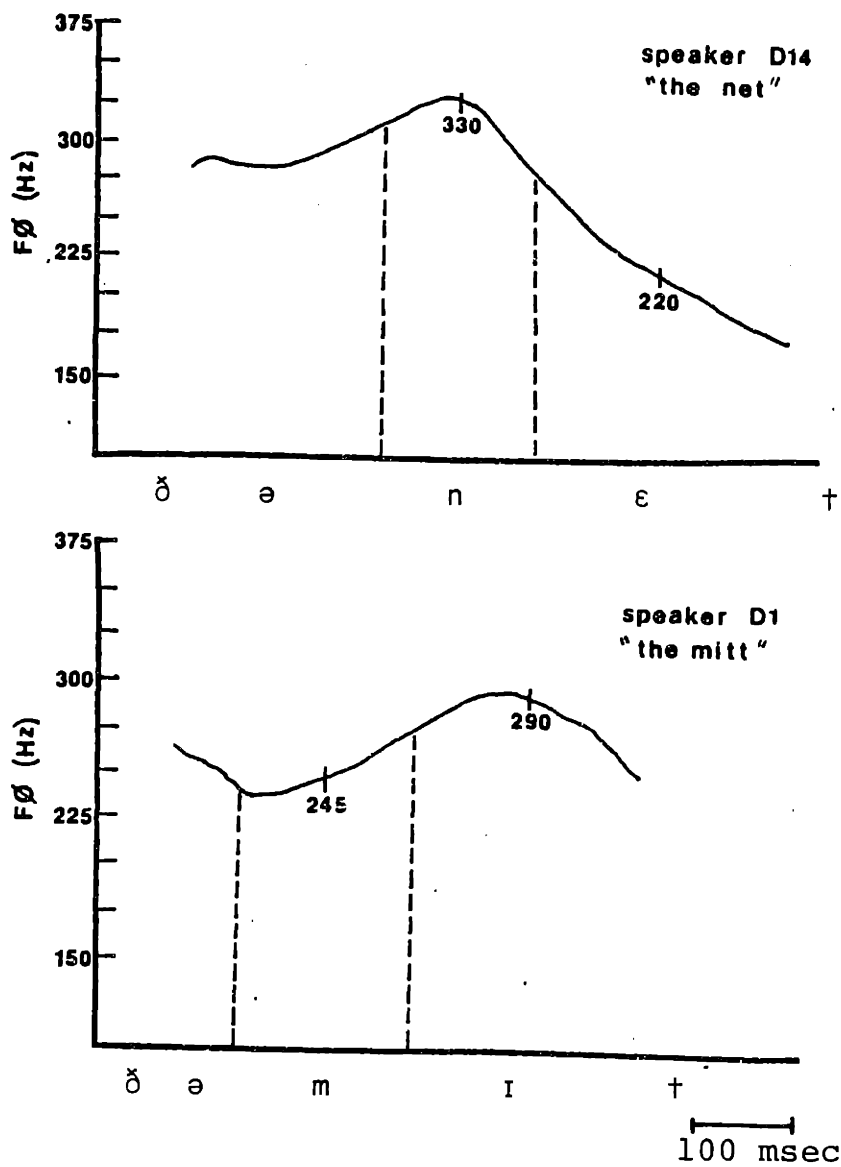 375
speaker D14
"the net"
330
300
FØ (Hz)
225
220
150
ð ə n ε t
375
speaker D1
"the mitt"
300
290
FØ (Hz)
245
225
150
ð ə m ɪ t
100 msec